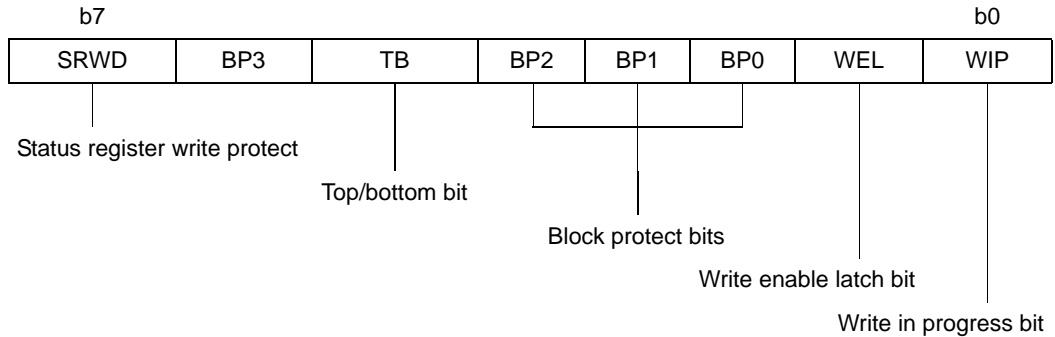 b7 b0
SRWD BP3 TB BP2 BP1 BP0 WEL WIP
Status register write protect
Top/bottom bit
Block protect bits
Write enable latch bit
Write in progress bit